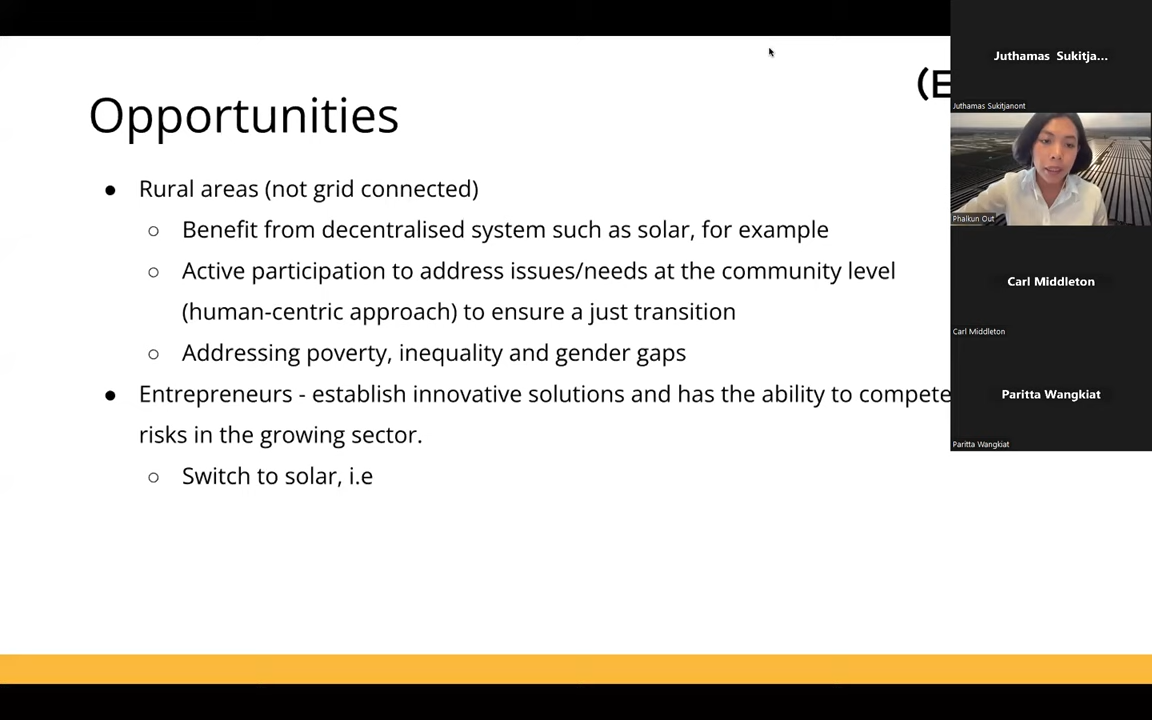 (E
Opportunities
● Rural areas (not grid connected)
○ Benefit from decentralised system such as solar, for example
○ Active participation to address issues/needs at the community level
(human-centric approach) to ensure a just transition
○ Addressing poverty, inequality and gender gaps
● Entrepreneurs - establish innovative solutions and has the ability to compete
risks in the growing sector.
○ Switch to solar, i.e
Juthamas Sukitja...
Juthamas Sukitjanont
Phalkun Out
Carl Middleton
Carl Middleton
Paritta Wangkiat
Paritta Wangkiat